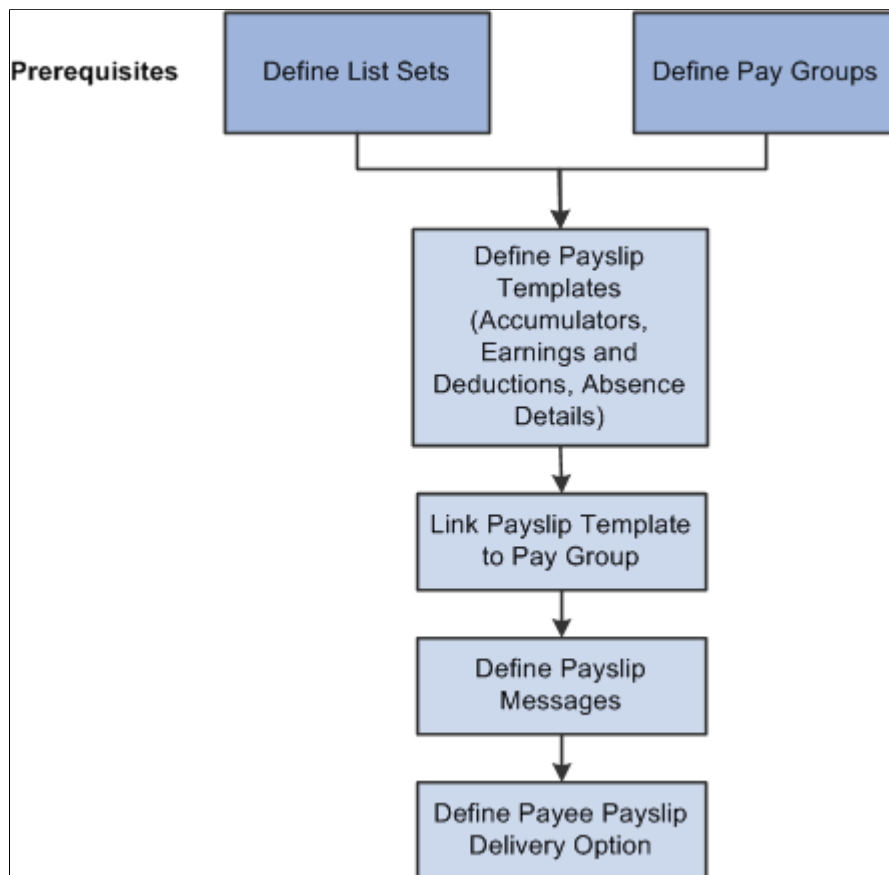 Prerequisites
Define List Sets
Define Pay Groups
Define Payslip
Templates
(Accumulators,
Earnings and
Deductions, Absence
Details)
Link Payslip Template
to Pay Group
Define Payslip
Messages
Define Payee Payslip
Delivery Option